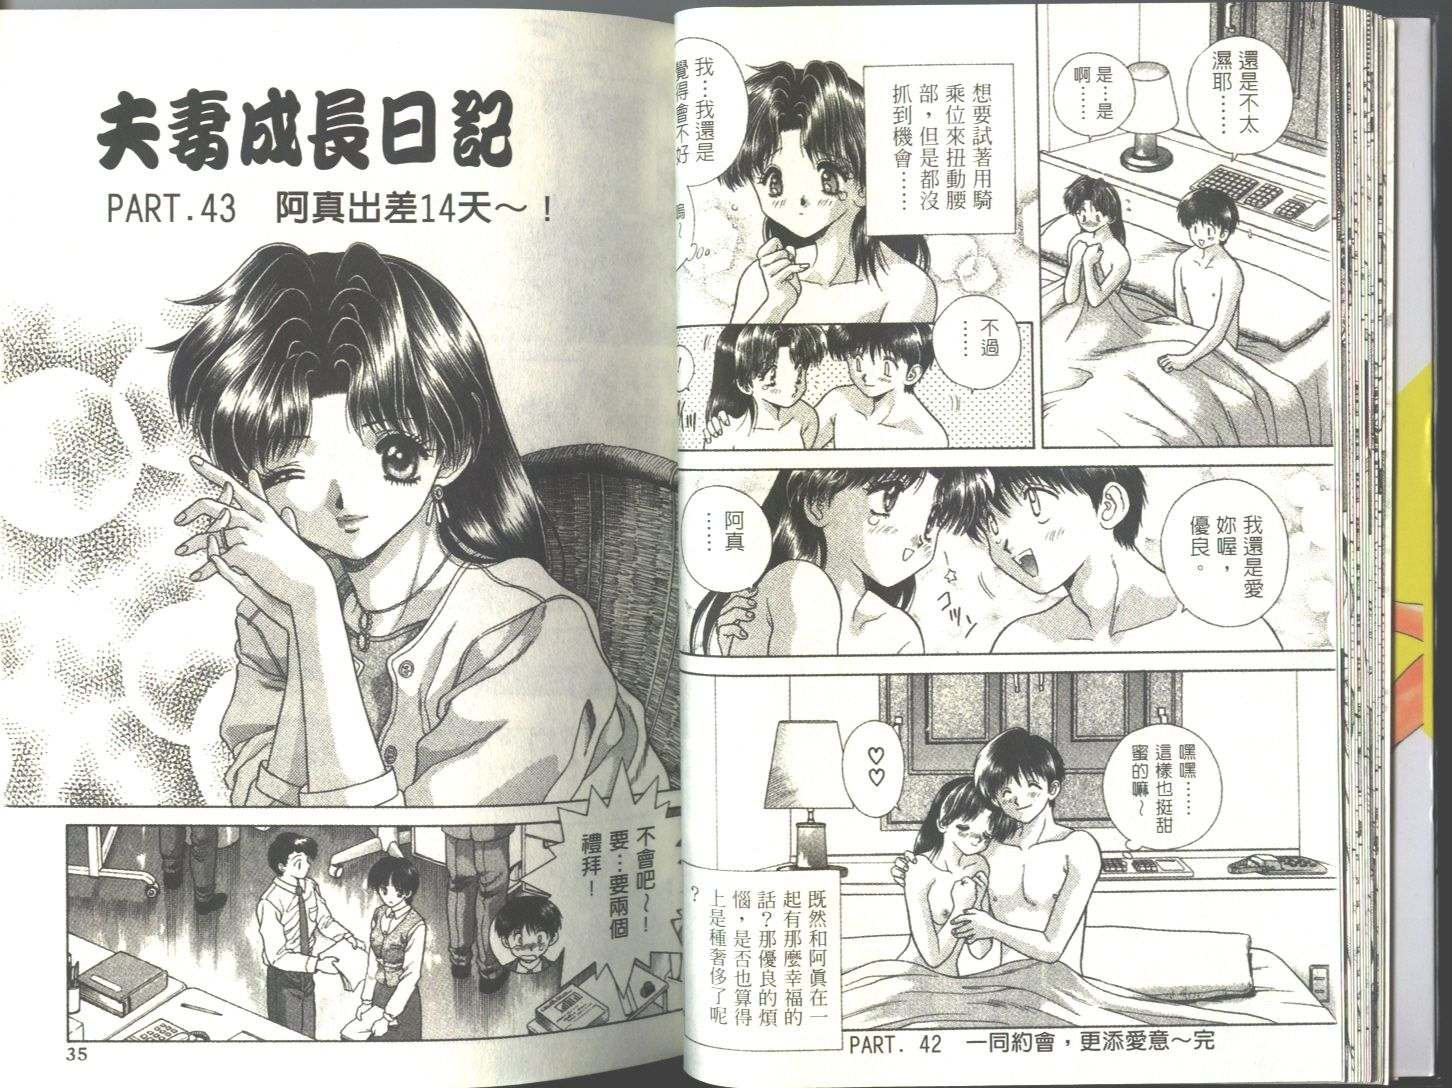 還是不太
濕耶……
是…是
啊……
想要試著用騎
乘位來扭動腰
部，但是都沒
抓到機會……
我…我還是
覺得會不好
嗚～
不過
……
我還是愛
妳喔，
優良。
コツン
阿真
……
嘿嘿……
這樣也挺甜
蜜的嘛～
♡♡
既然和阿眞在一
起有那麼幸福的
話？那優良的煩
惱，是否也算得
上是種奢侈了呢
？
PART. 42 一同約會，更添愛意～完
夫妻成長日記
PART.43 阿真出差14天～！
不會吧～！
要…要兩個
禮拜！
35